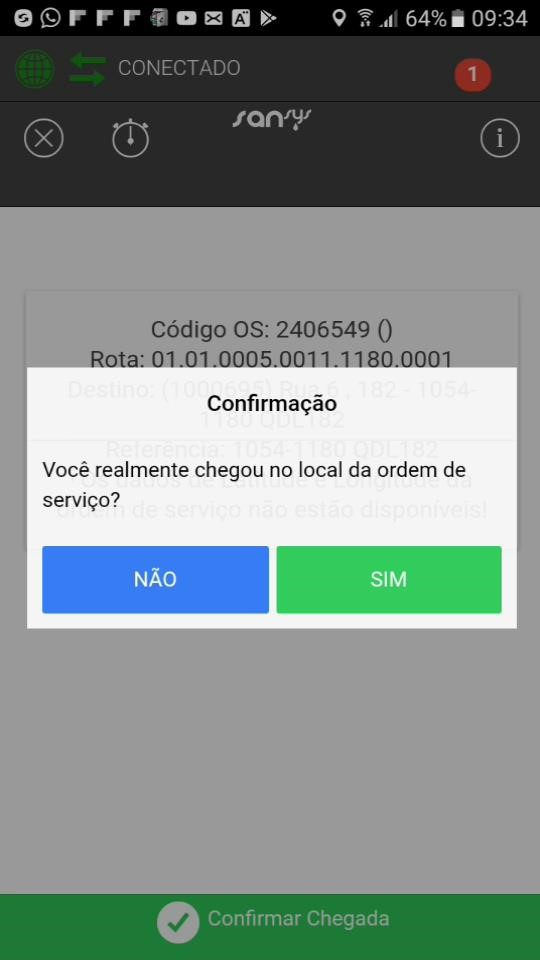 64% 09:34
CONECTADO
1
sansys
Código OS: 2406549 ()
Rota: 01.01.0005.0011.1180.0001
Destino: (1000695) Rua 6 , 182 - 1054-
1180 QDL182
Referência: 1054-1180 QDL182
*Os dados de Latitude e Longitude da
ordem de serviço não estão disponíveis!
Confirmação
Você realmente chegou no local da ordem de
serviço?
NÃO
SIM
Confirmar Chegada